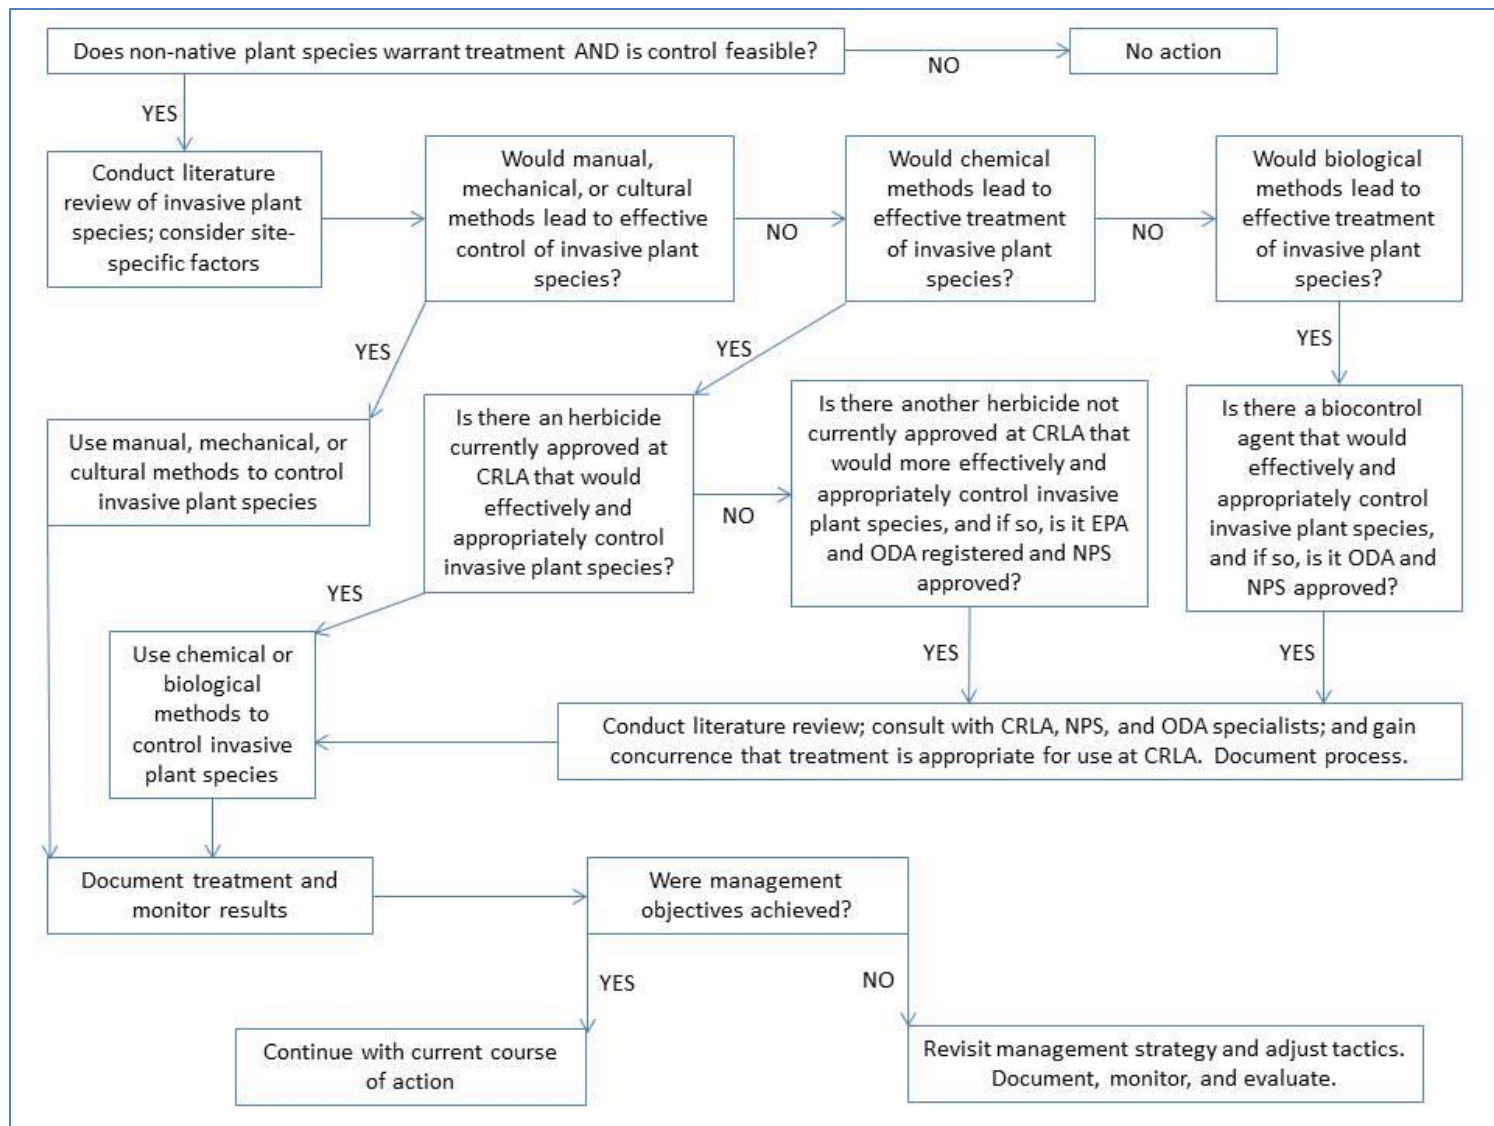 Does non-native plant species warrant treatment AND is control feasible?
NO
No action
YES
Conduct literature
review of invasive plant
species; consider site-
specific factors
Would manual,
mechanical, or cultural
methods lead to effective
control of invasive plant
species?
NO
Would chemical
methods lead to
effective treatment
of invasive plant
species?
NO
Would biological
methods lead to
effective treatment
of invasive plant
species?
YES
YES
YES
Use manual, mechanical, or
cultural methods to control
invasive plant species
Is there an herbicide
currently approved at
CRLA that would
effectively and
appropriately control
invasive plant species?
NO
Is there another herbicide not
currently approved at CRLA that
would more effectively and
appropriately control invasive
plant species, and if so, is it EPA
and ODA registered and NPS
approved?
Is there a biocontrol
agent that would
effectively and
appropriately control
invasive plant species,
and if so, is it ODA and
NPS approved?
YES
YES
YES
Use chemical or
biological
methods to
control invasive
plant species
Conduct literature review; consult with CRLA, NPS, and ODA specialists; and gain
concurrence that treatment is appropriate for use at CRLA.  Document process.
Document treatment and
monitor results
Were management
objectives achieved?
YES
NO
Continue with current course
of action
Revisit management strategy and adjust tactics.
Document, monitor, and evaluate.